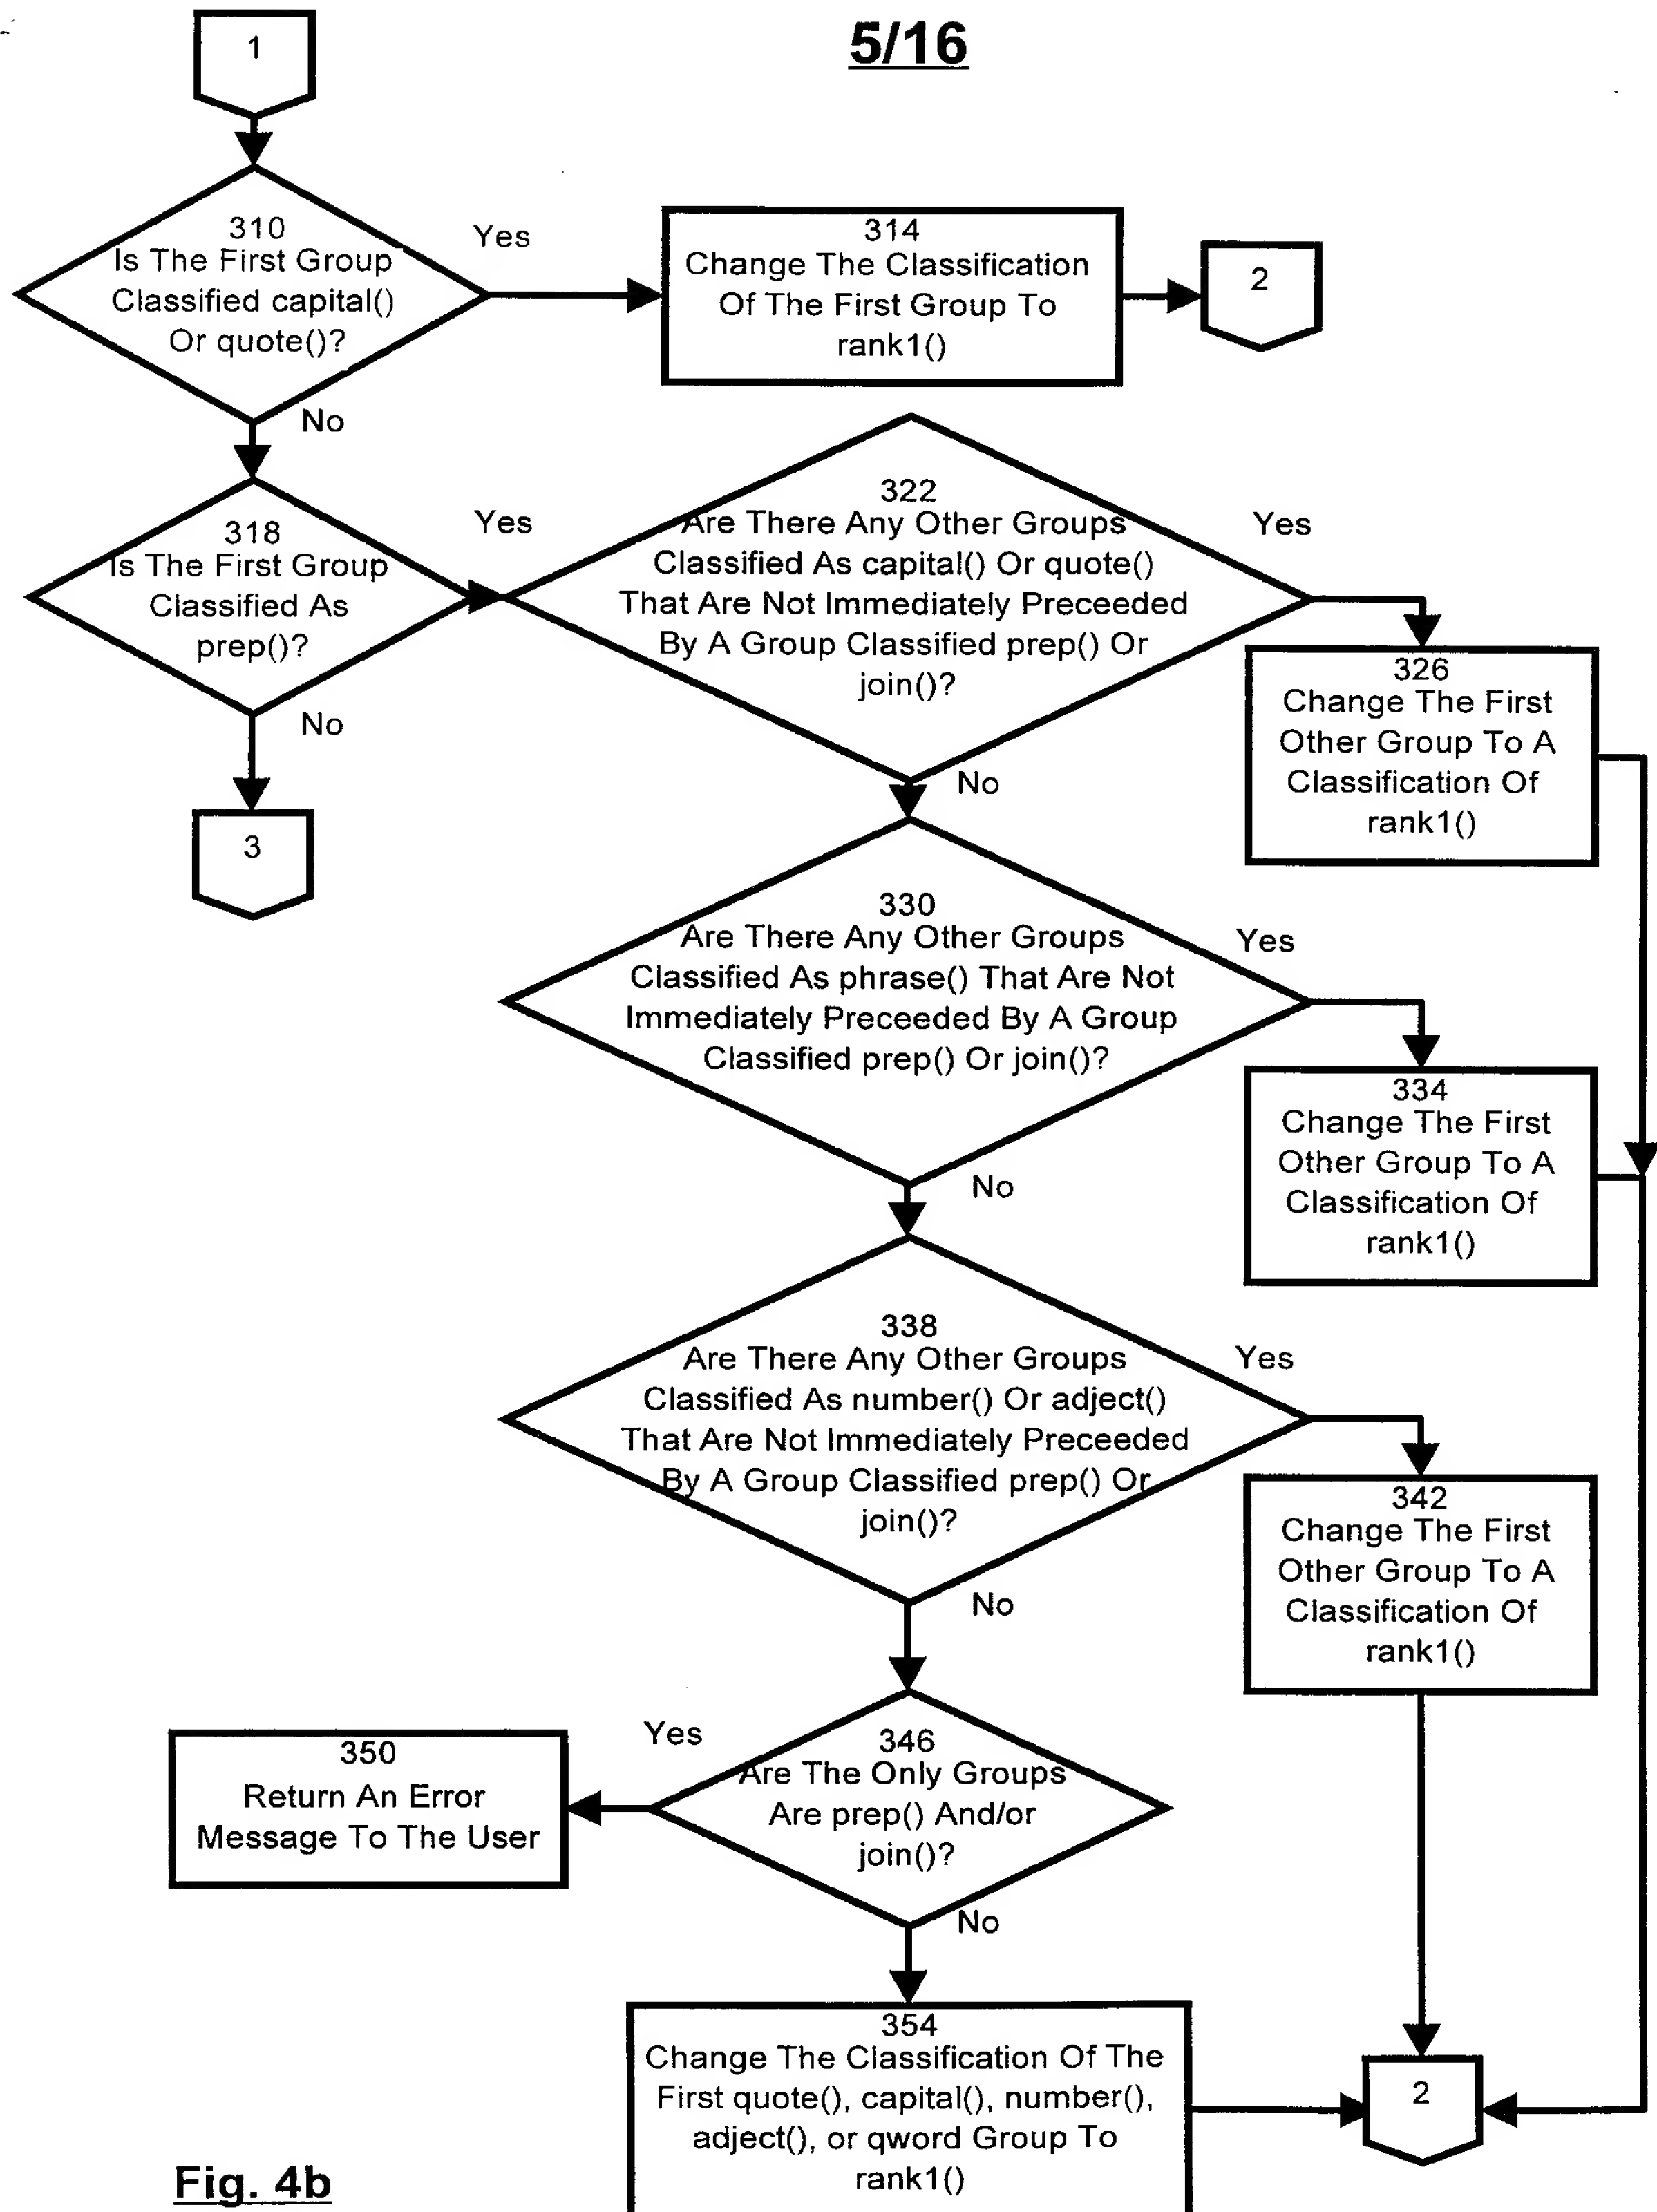 5/16
1
310
Is The First Group
Classified capital()
Or quote()?
Yes
314
Change The Classification
Of The First Group To
rank1()
2
No
318
Is The First Group
Classified As
prep()?
Yes
322
Are There Any Other Groups
Classified As capital() Or quote()
That Are Not Immediately Preceeded
By A Group Classified prep() Or
join()?
Yes
326
Change The First
Other Group To A
Classification Of
rank1()
No
3
No
330
Are There Any Other Groups
Classified As phrase() That Are Not
Immediately Preceeded By A Group
Classified prep() Or join()?
Yes
334
Change The First
Other Group To A
Classification Of
rank1()
No
338
Are There Any Other Groups
Classified As number() Or adject()
That Are Not Immediately Preceeded
By A Group Classified prep() Or
join()?
Yes
342
Change The First
Other Group To A
Classification Of
rank1()
No
346
Are The Only Groups
Are prep() And/or
join()?
Yes
350
Return An Error
Message To The User
No
354
Change The Classification Of The
First quote(), capital(), number(),
adject(), or qword Group To
rank1()
2
Fig. 4b